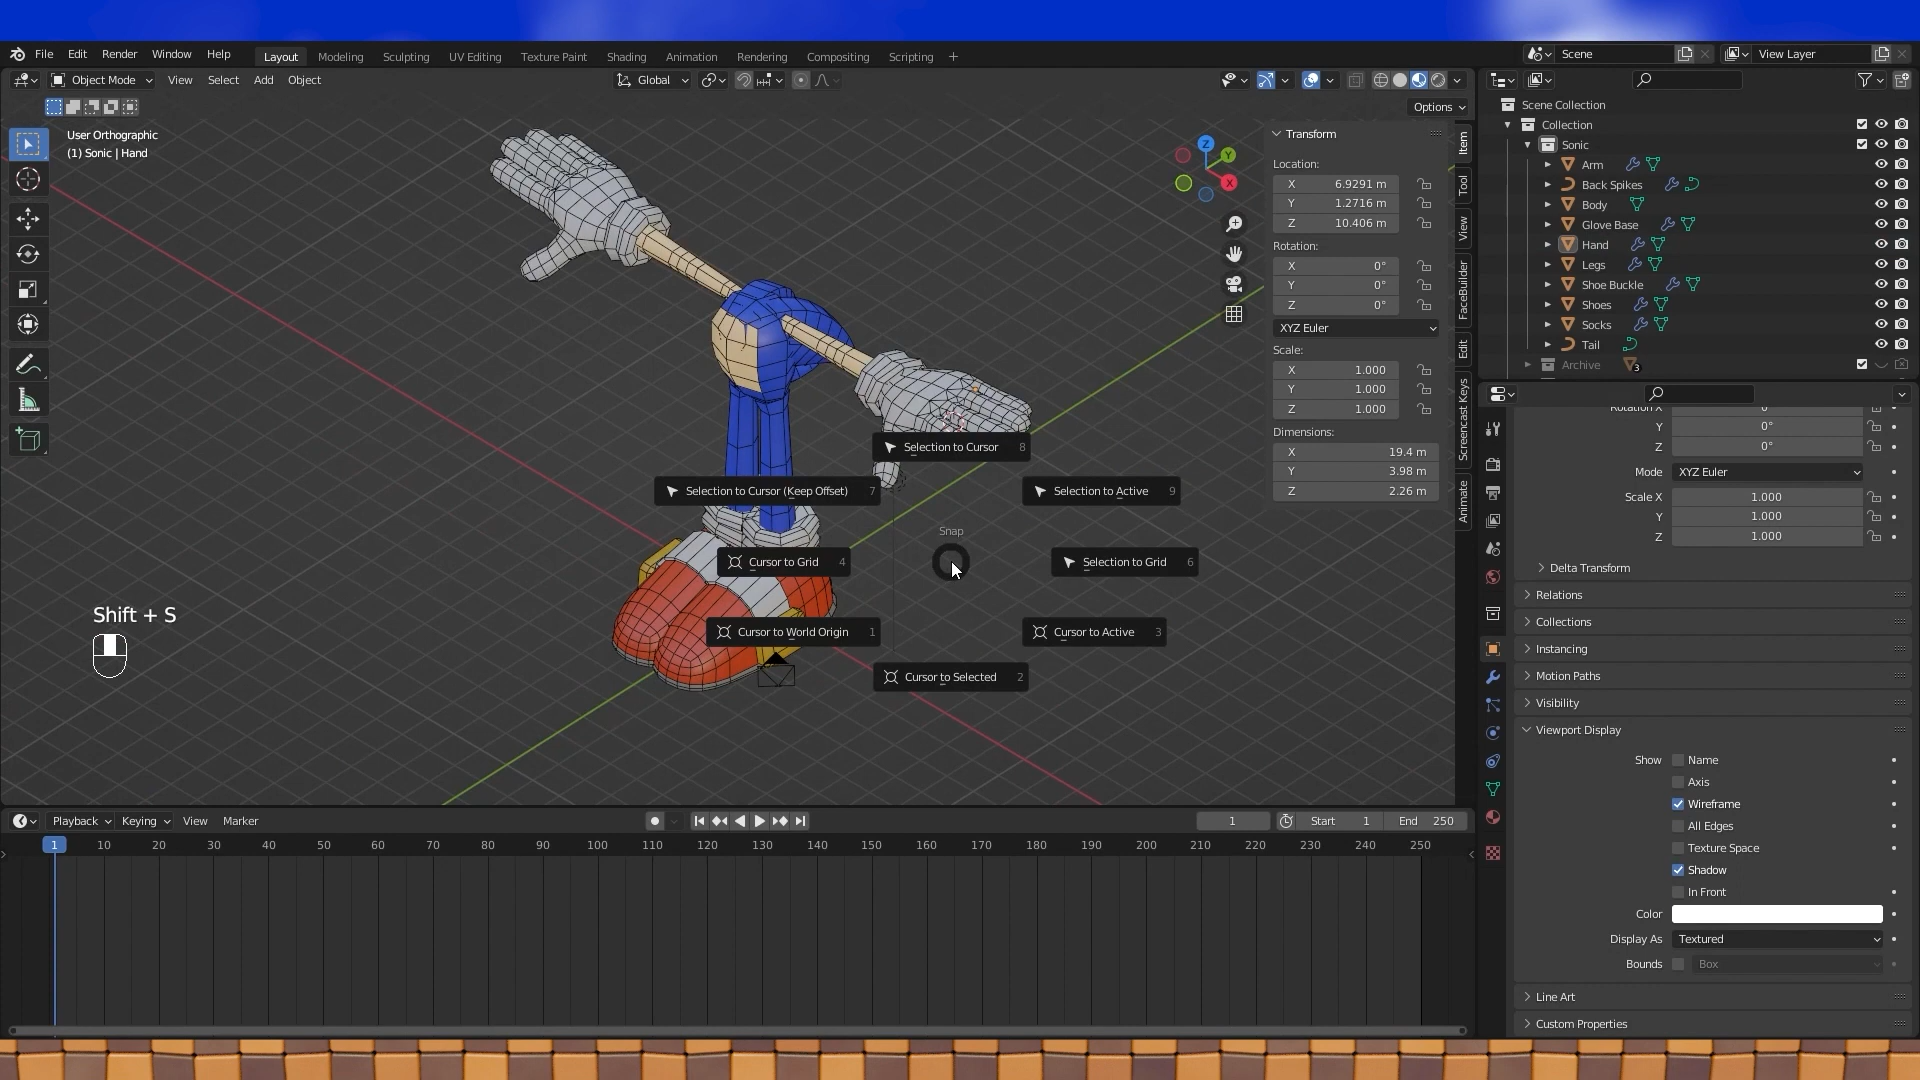 File Edit Render Window Help Layout Modeling Sculpting UV Editing Texture Paint Shading Animation Rendering Compositing Scripting + Scene View Layer
Object Mode View Select Add Object Global
Options
User Orthographic
(1) Sonic | Hand
Z
Y
X
Transform
Location:
X 6.9291 m
Y 1.2716 m
Z 10.406 m
Rotation:
X 0°
Y 0°
Z 0°
XYZ Euler
Scale:
X 1.000
Y 1.000
Z 1.000
Dimensions:
X 19.4 m
Y 3.98 m
Z 2.26 m
Item
Tool
View
FaceBuilder
Edit
Screencast Keys
Animate
Scene Collection
Collection
Sonic
Arm
Back Spikes
Body
Glove Base
Hand
Legs
Shoe Buckle
Shoes
Socks
Tail
Archive 3
Selection to Cursor 8
Selection to Cursor (Keep Offset) 7
Selection to Active 9
Snap
Cursor to Grid 4
Selection to Grid 6
Cursor to World Origin 1
Cursor to Active 3
Cursor to Selected 2
Shift + S
Rotation X 0°
Y 0°
Z 0°
Mode XYZ Euler
Scale X 1.000
Y 1.000
Z 1.000
Delta Transform
Relations
Collections
Instancing
Motion Paths
Visibility
Viewport Display
Show Name
Axis
Wireframe
All Edges
Texture Space
Shadow
In Front
Color
Display As Textured
Bounds Box
Line Art
Custom Properties
Playback Keying View Marker 1 Start 1 End 250
1 10 20 30 40 50 60 70 80 90 100 110 120 130 140 150 160 170 180 190 200 210 220 230 240 250